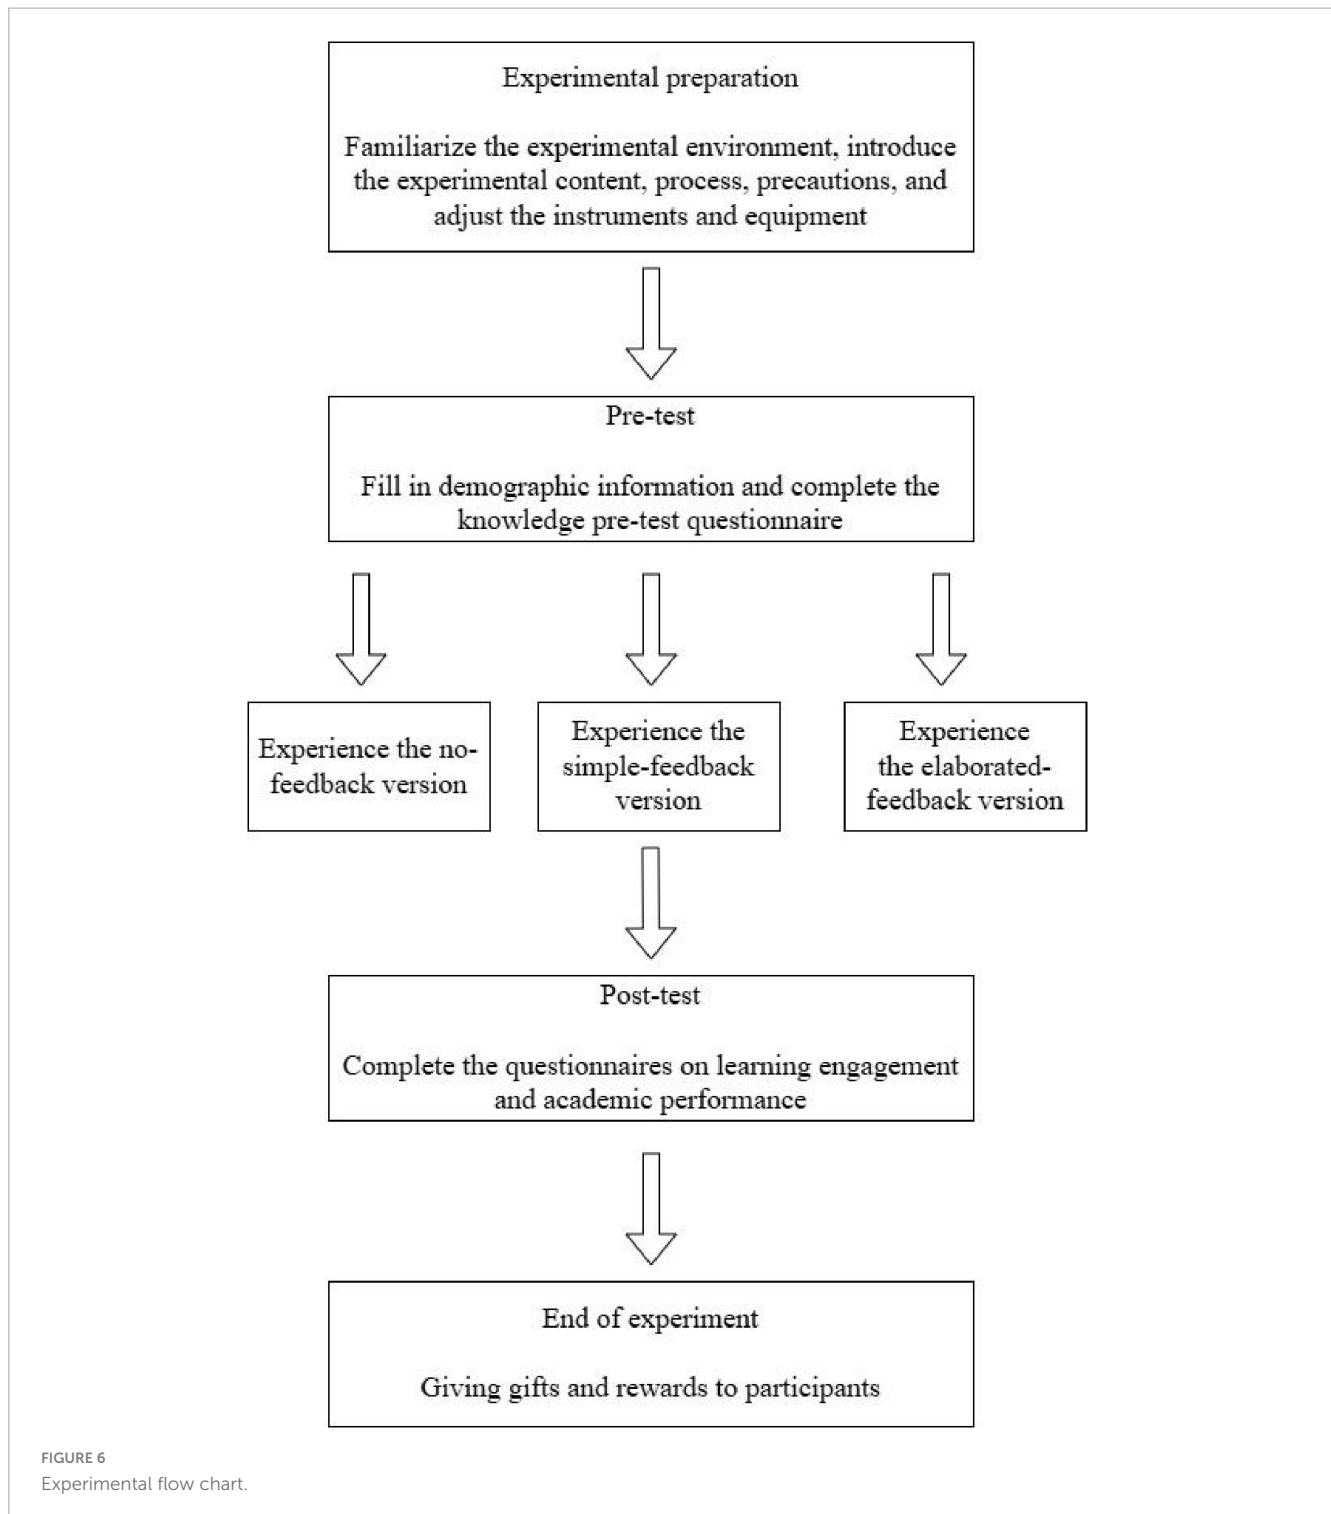 Experimental preparation
Familiarize the experimental environment, introduce
the experimental content, process, precautions, and
adjust the instruments and equipment
Pre-test
Fill in demographic information and complete the
knowledge pre-test questionnaire
Experience the no-
feedback version
Experience the
simple-feedback
version
Experience
the elaborated-
feedback version
Post-test
Complete the questionnaires on learning engagement
and academic performance
End of experiment
Giving gifts and rewards to participants
FIGURE 6
Experimental flow chart.